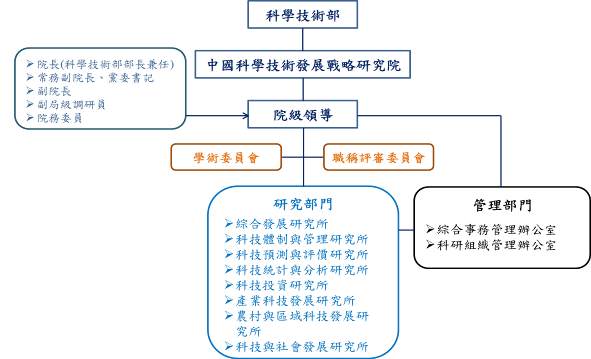 科學技術部
中國科學技術發展戰略研究院
➢院長(科學技術部部長兼任)
➢常務副院長、黨委書記
➢副院長
➢副局級調研員
➢院務委員
院級領導
學術委員會
職稱評審委員會
研究部門
➢綜合發展研究所
➢科技體制與管理研究所
➢科技預測與評價研究所
➢科技統計與分析研究所
➢科技投資研究所
➢產業科技發展研究所
➢農村與區域科技發展研
究所
➢科技與社會發展研究所
管理部門
➢綜合事務管理辦公室
➢科研組織管理辦公室